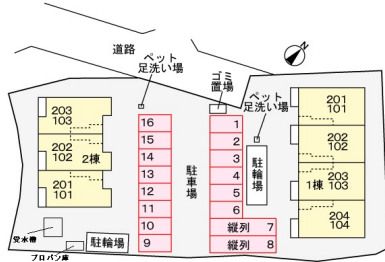 道路
ペット
足洗い場
ゴミ
置場
N
203
103
202
102
2棟
201
101
16
15
14
13
12
11
10
9
駐車場
1
2
3
4
5
6
縦列 7
縦列 8
ペット
足洗い場
駐輪場
201
101
202
102
1棟
203
103
204
104
受水槽
プロパン庫
駐輪場